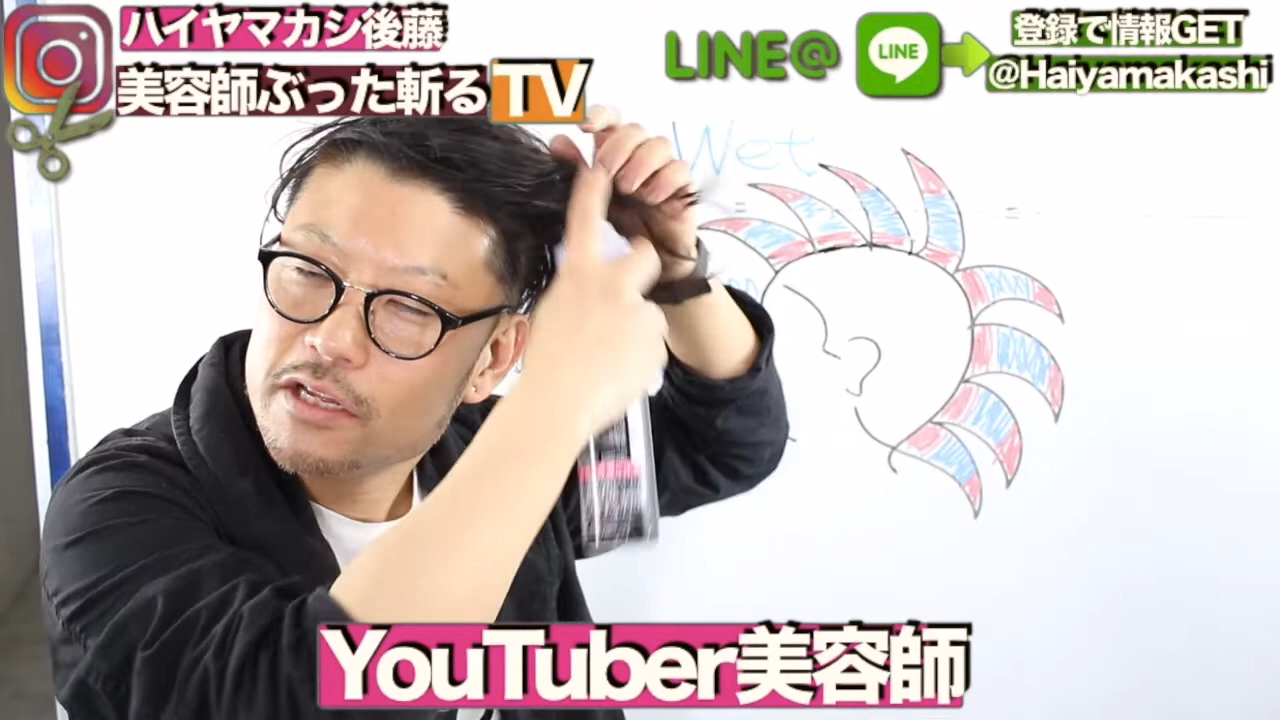 ハイヤマカシ後藤
美容師ぶった斬るTV
LINE@
LINE
登録で情報GET
@Haiyamakashi
Wet
YouTuber美容師